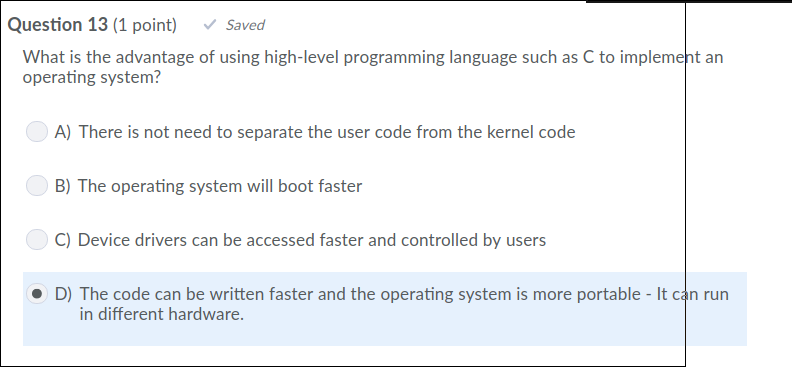 Question 13 (1 point) ✓ Saved
What is the advantage of using high-level programming language such as C to implement an
operating system?
A) There is not need to separate the user code from the kernel code
B) The operating system will boot faster
C) Device drivers can be accessed faster and controlled by users
D) The code can be written faster and the operating system is more portable - It can run
in different hardware.